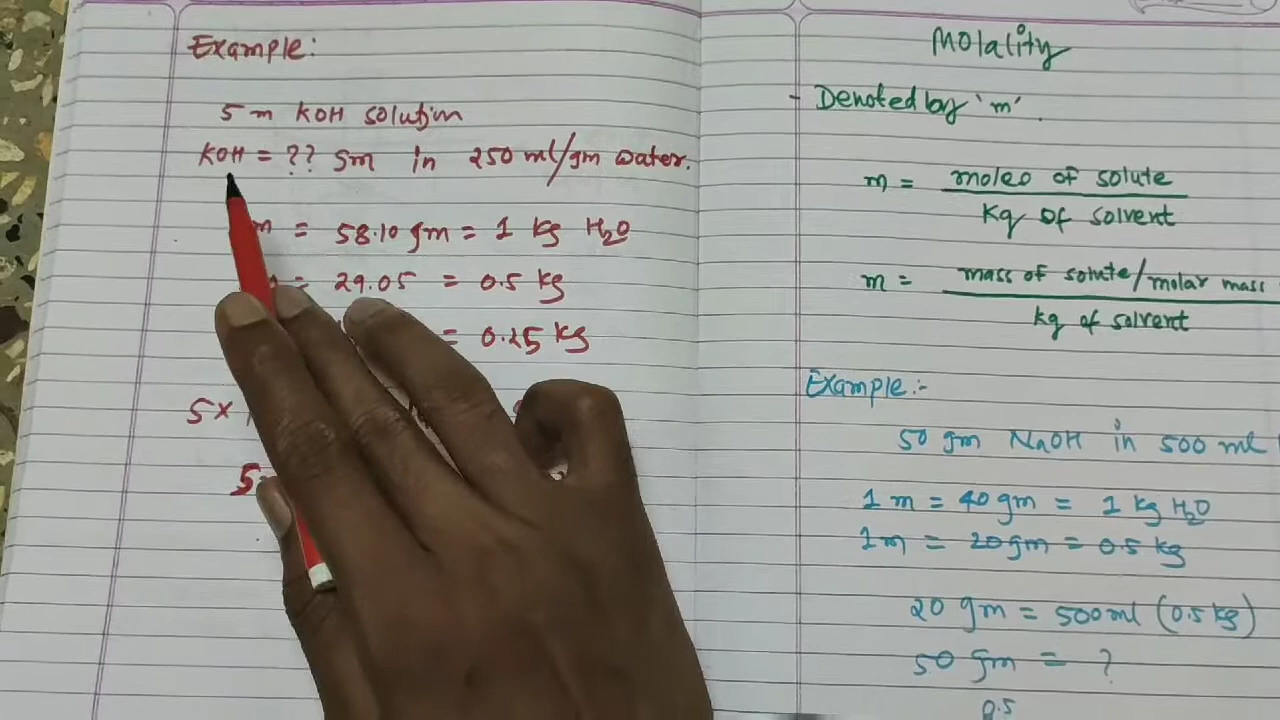 Example:
5 m KOH solution
KOH = ?? 5m in 250 ml/gm water.
m = 58.10 gm = 1 kg H2O
= 29.05 = 0.5 kg
= 0.25 kg
5 ×
5
Molality
- Denoted by 'm'.
m = moles of solute
Kg of solvent
m = mass of solute/molar mass
kg of solvent
Example:-
50 gm NaOH in 500 ml
1 m = 40 gm = 1 kg H2O
1m = 20 gm = 0.5 kg
20 gm = 500 ml (0.5 kg)
50 gm = ?
0.5